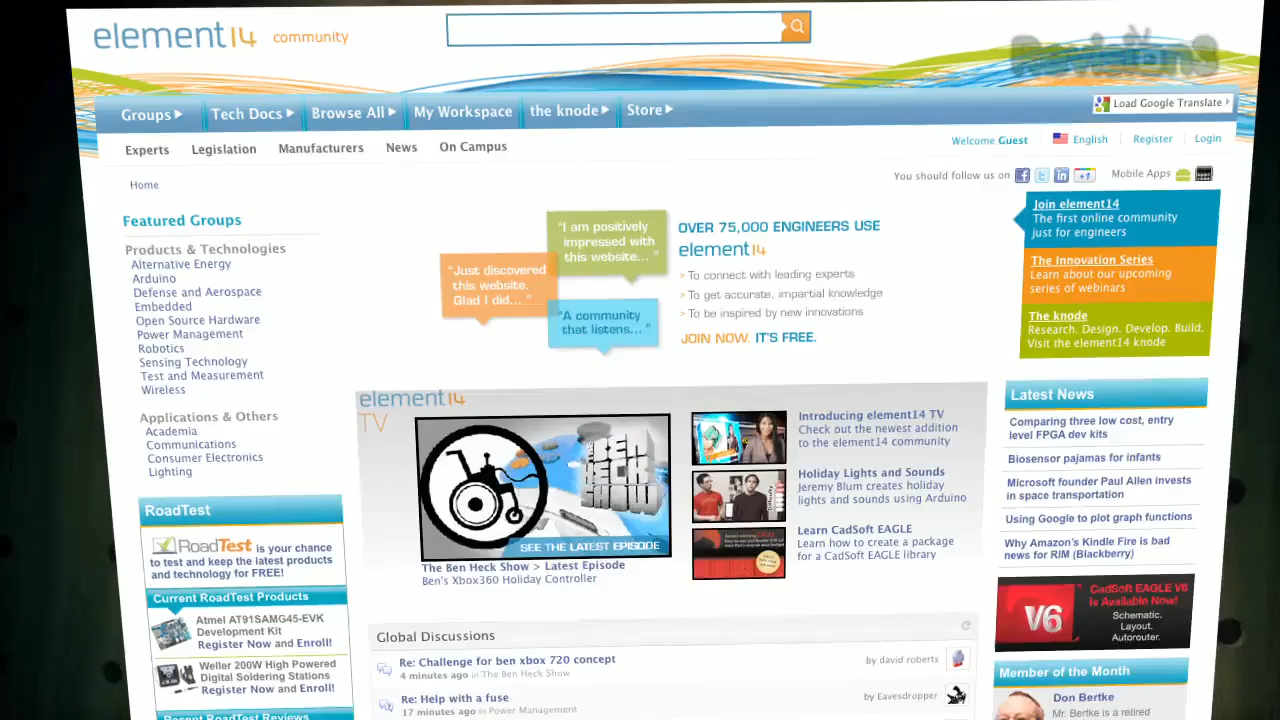 element14 community
Revision3
Groups
Tech Docs
Browse All
My Workspace
the knode
Store
Load Google Translate
Experts
Legislation
Manufacturers
News
On Campus
Welcome Guest
English
Register
Login
Home
You should follow us on
+1
Mobile Apps
Featured Groups
Products & Technologies
Alternative Energy
Arduino
Defense and Aerospace
Embedded
Open Source Hardware
Power Management
Robotics
Sensing Technology
Test and Measurement
Wireless
Applications & Others
Academia
Communications
Consumer Electronics
Lighting
"I am positively
impressed with
this website..."
"Just discovered
this website.
Glad I did..."
"A community
that listens..."
OVER 75,000 ENGINEERS USE
element14
> To connect with leading experts
> To get accurate, impartial knowledge
> To be inspired by new innovations
JOIN NOW. IT'S FREE.
Join element14
The first online community
just for engineers
The Innovation Series
Learn about our upcoming
series of webinars
The knode
Research. Design. Develop. Build.
Visit the element14 knode
element14
TV
BEN
HECK
SHOW
SEE THE LATEST EPISODE
The Ben Heck Show > Latest Episode
Ben's Xbox360 Holiday Controller
Introducing element14 TV
Check out the newest addition
to the element14 community
Holiday Lights and Sounds
Jeremy Blum creates holiday
lights and sounds using Arduino
Learn CadSoft EAGLE
Learn how to create a package
for a CadSoft EAGLE library
Latest News
Comparing three low cost, entry
level FPGA dev kits
Biosensor pajamas for infants
Microsoft founder Paul Allen invests
in space transportation
Using Google to plot graph functions
Why Amazon's Kindle Fire is bad
news for RIM (Blackberry)
V6
CadSoft EAGLE V6
Is Available Now!
Schematic.
Layout.
Autorouter.
Member of the Month
Don Bertke
Mr. Bertke is a retired
RoadTest
RoadTest is your chance
to test and keep the latest products
and technology for FREE!
Current RoadTest Products
Atmel AT91SAMG45-EVK
Development Kit
Register Now and Enroll!
Weller 200W High Powered
Digital Soldering Stations
Register Now and Enroll!
Recent RoadTest Reviews
Global Discussions
Re: Challenge for ben xbox 720 concept
4 minutes ago in The Ben Heck Show
by david roberts
Re: Help with a fuse
17 minutes ago in Power Management
by Eavesdropper